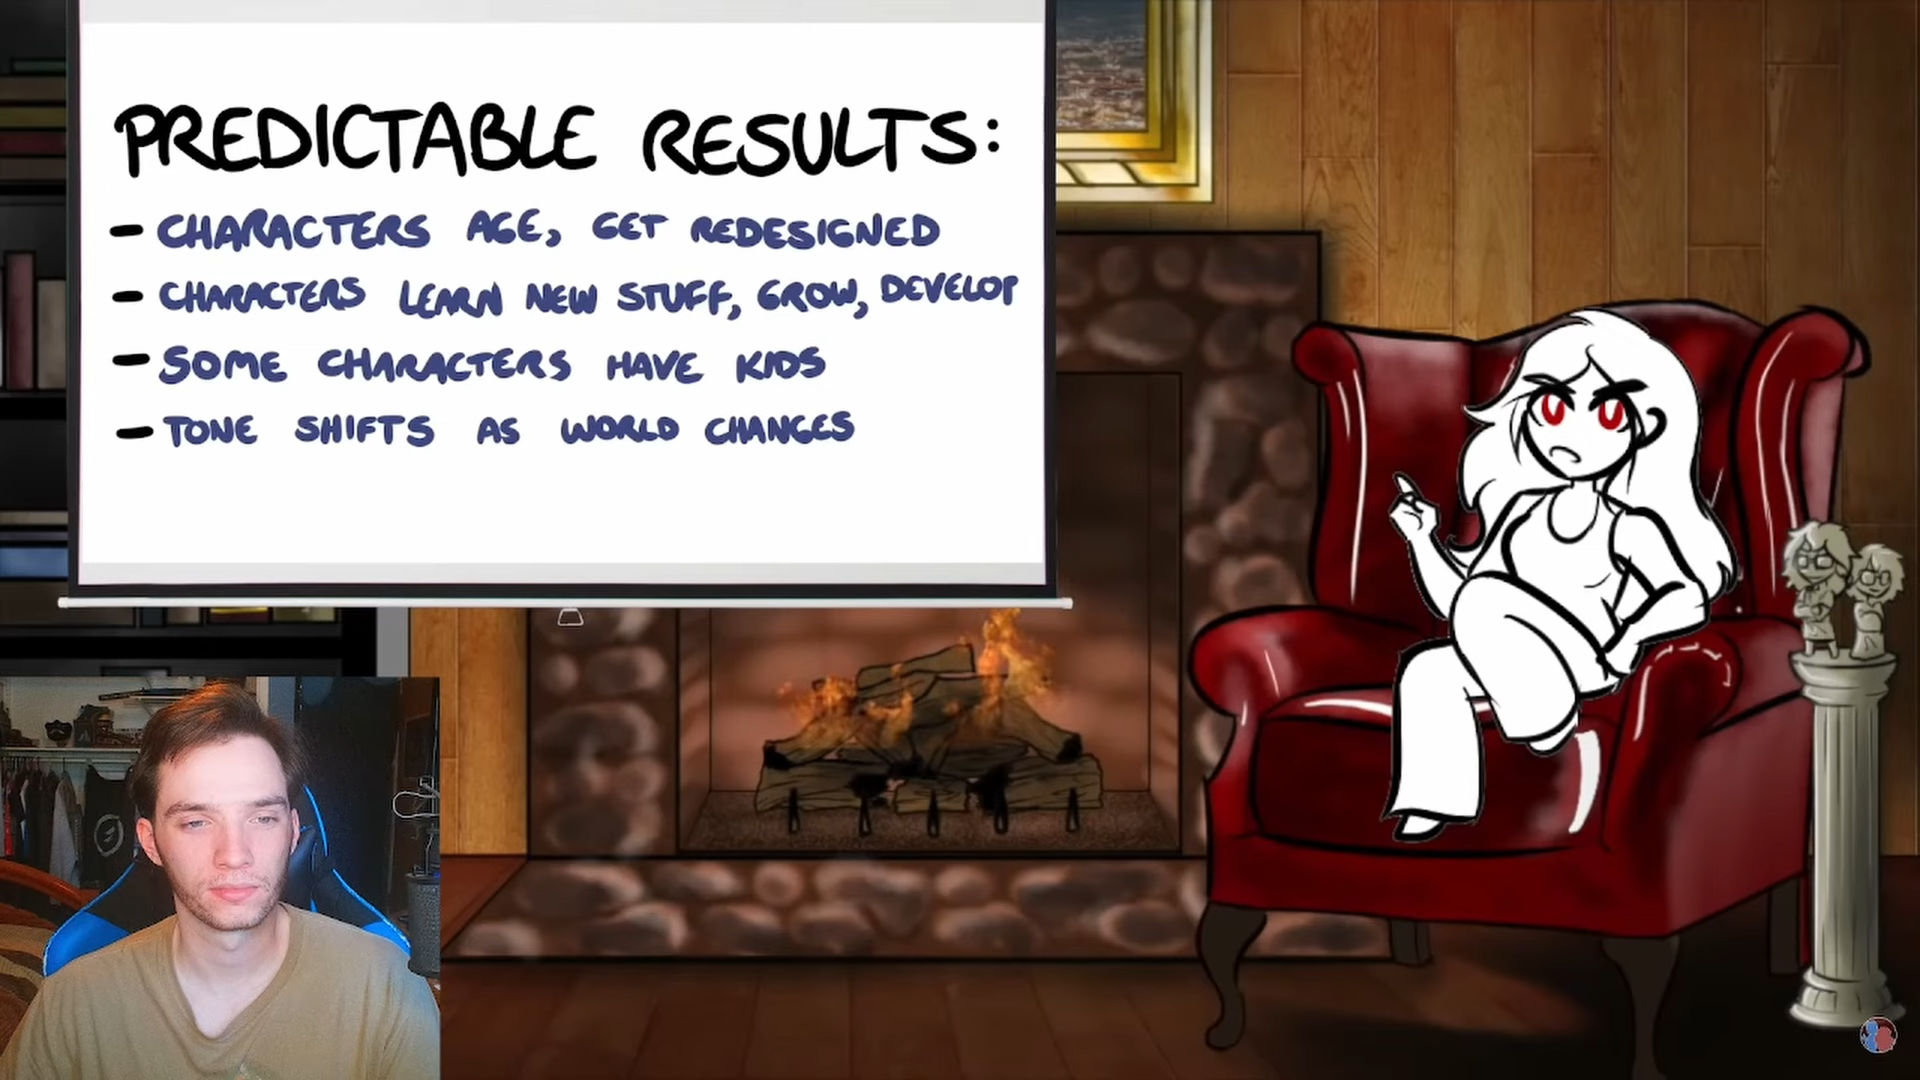 PREDICTABLE RESULTS:
- CHARACTERS AGE, GET REDESIGNED
- CHARACTERS LEARN NEW STUFF, GROW, DEVELOP
- SOME CHARACTERS HAVE KIDS
- TONE SHIFTS AS WORLD CHANGES